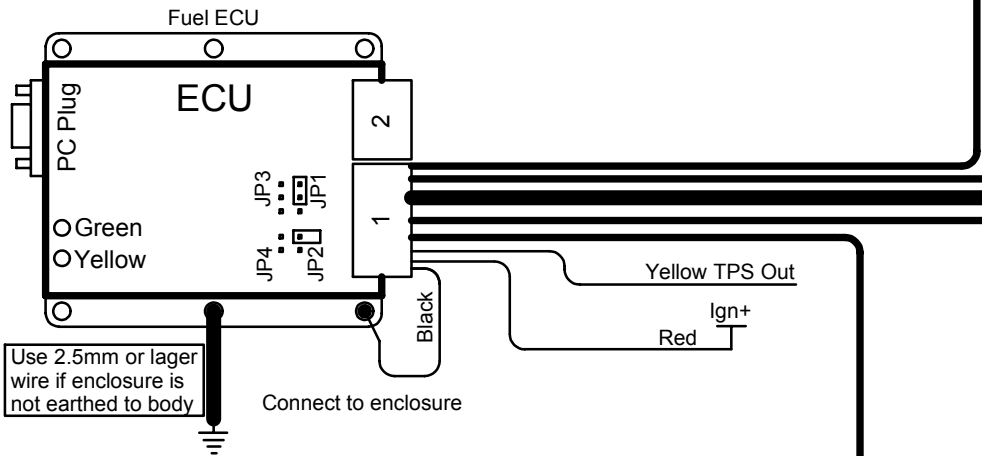 Fuel ECU
ECU
PC Plug
2
JP3
JP1
1
Green
Yellow
JP4
JP2
Yellow TPS Out
Ign+
Red
Black
Use 2.5mm or lager
wire if enclosure is
not earthed to body
Connect to enclosure